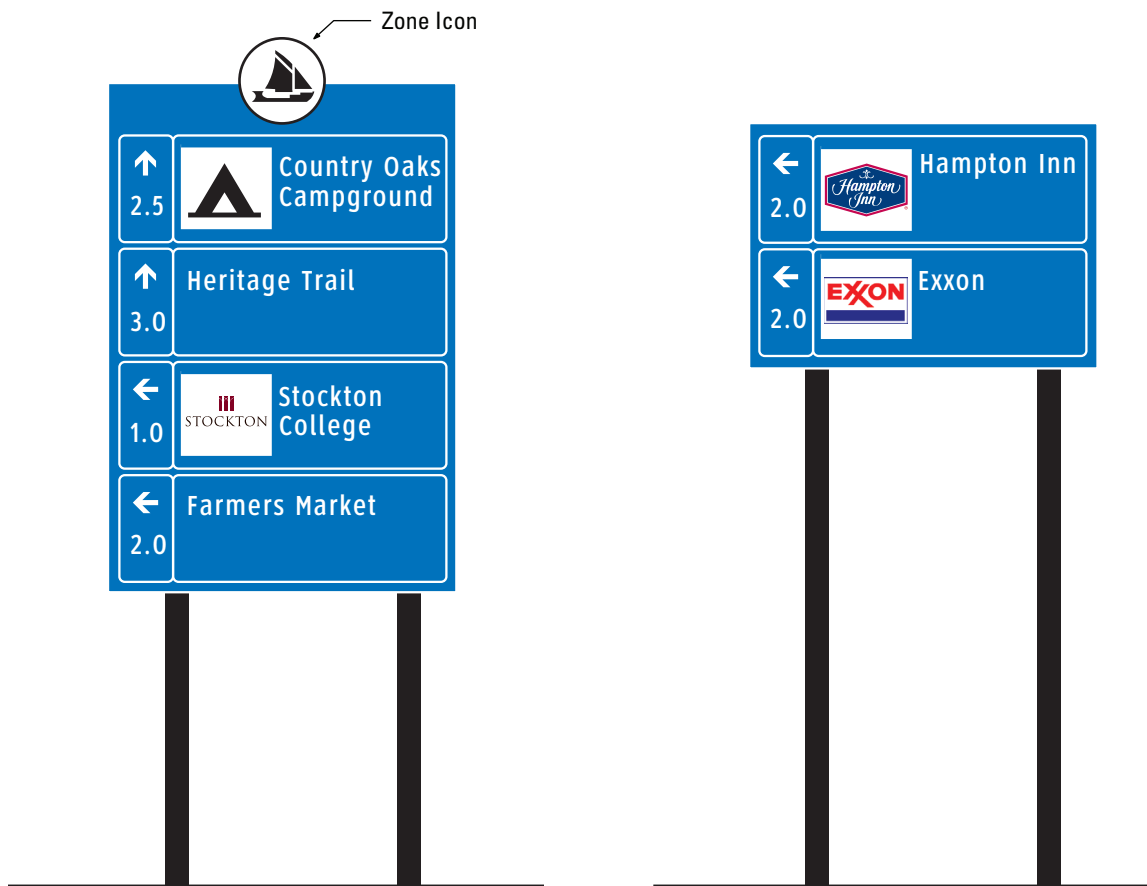 Zone Icon
2.5
Country Oaks
Campground
3.0
Heritage Trail
1.0
STOCKTON
Stockton
College
2.0
Farmers Market
2.0
Hampton
Inn
®
Hampton Inn
2.0
EXXON
Exxon